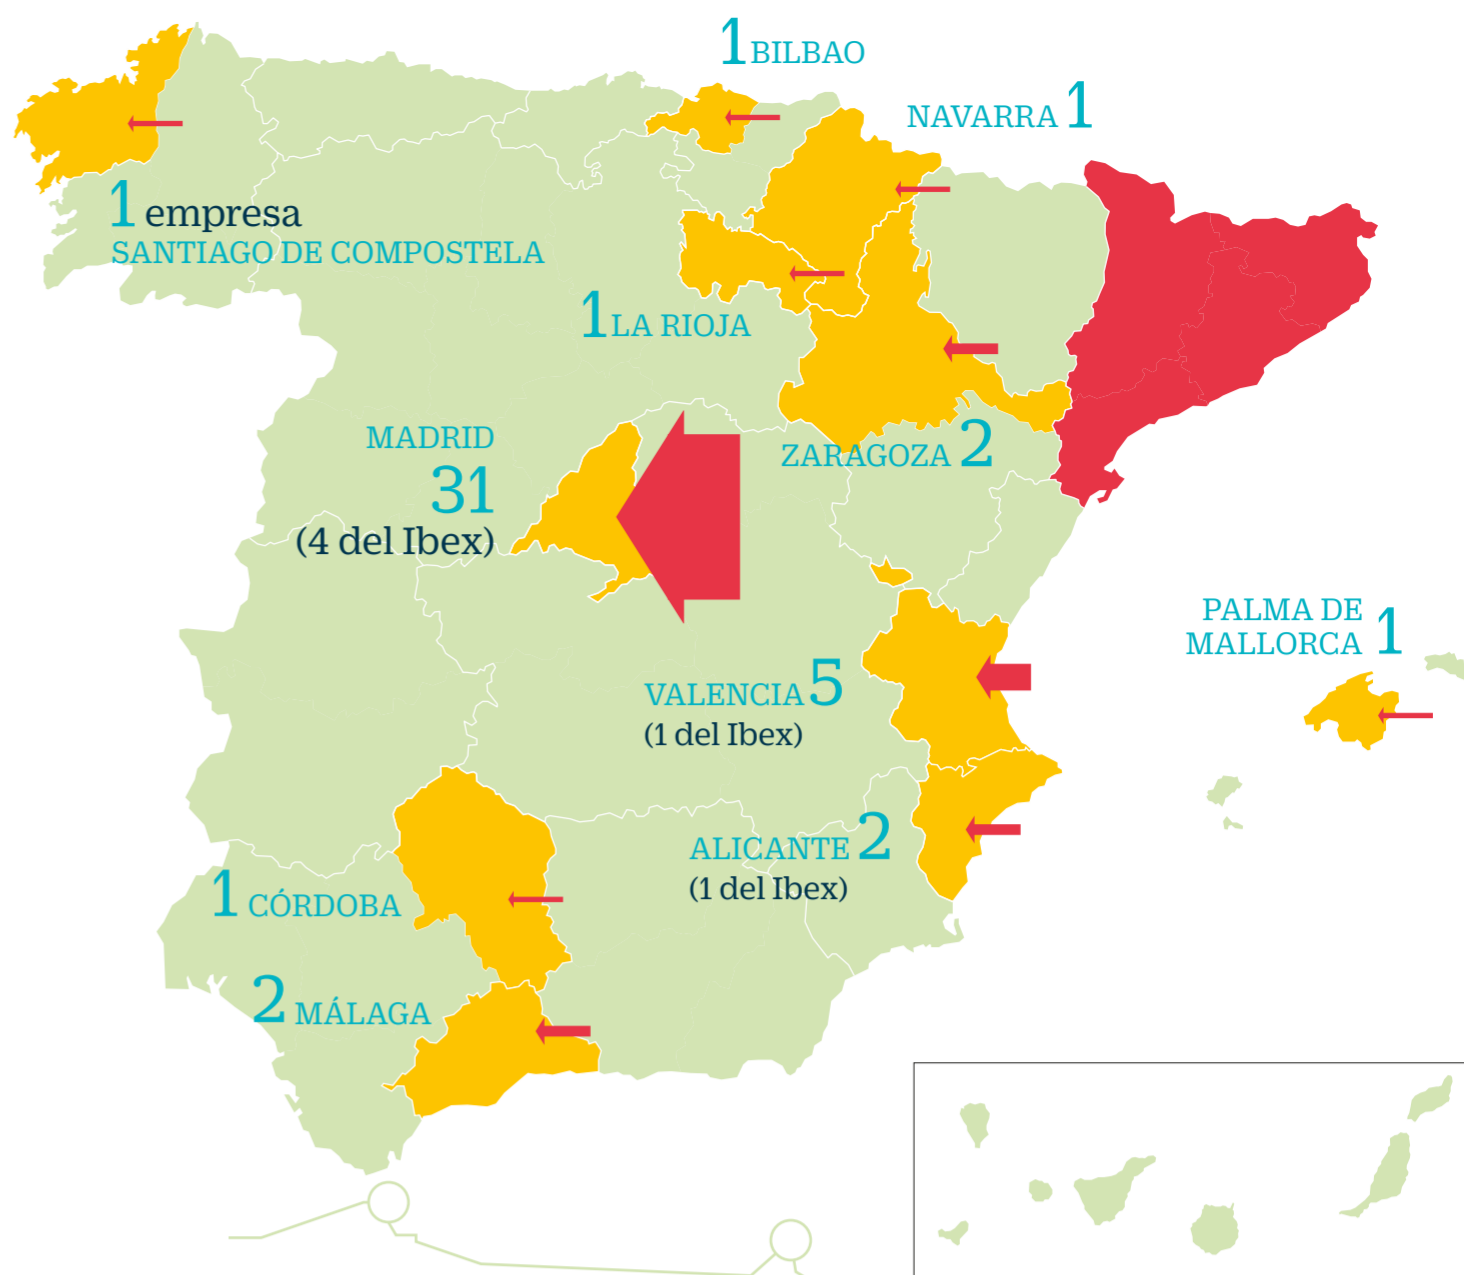 1 BILBAO
NAVARRA 1
1 empresa
SANTIAGO DE COMPOSTELA
1 LA RIOJA
MADRID
31
(4 del Ibex)
ZARAGOZA 2
PALMA DE
MALLORCA 1
VALENCIA 5
(1 del Ibex)
ALICANTE 2
(1 del Ibex)
1 CÓRDOBA
2 MÁLAGA